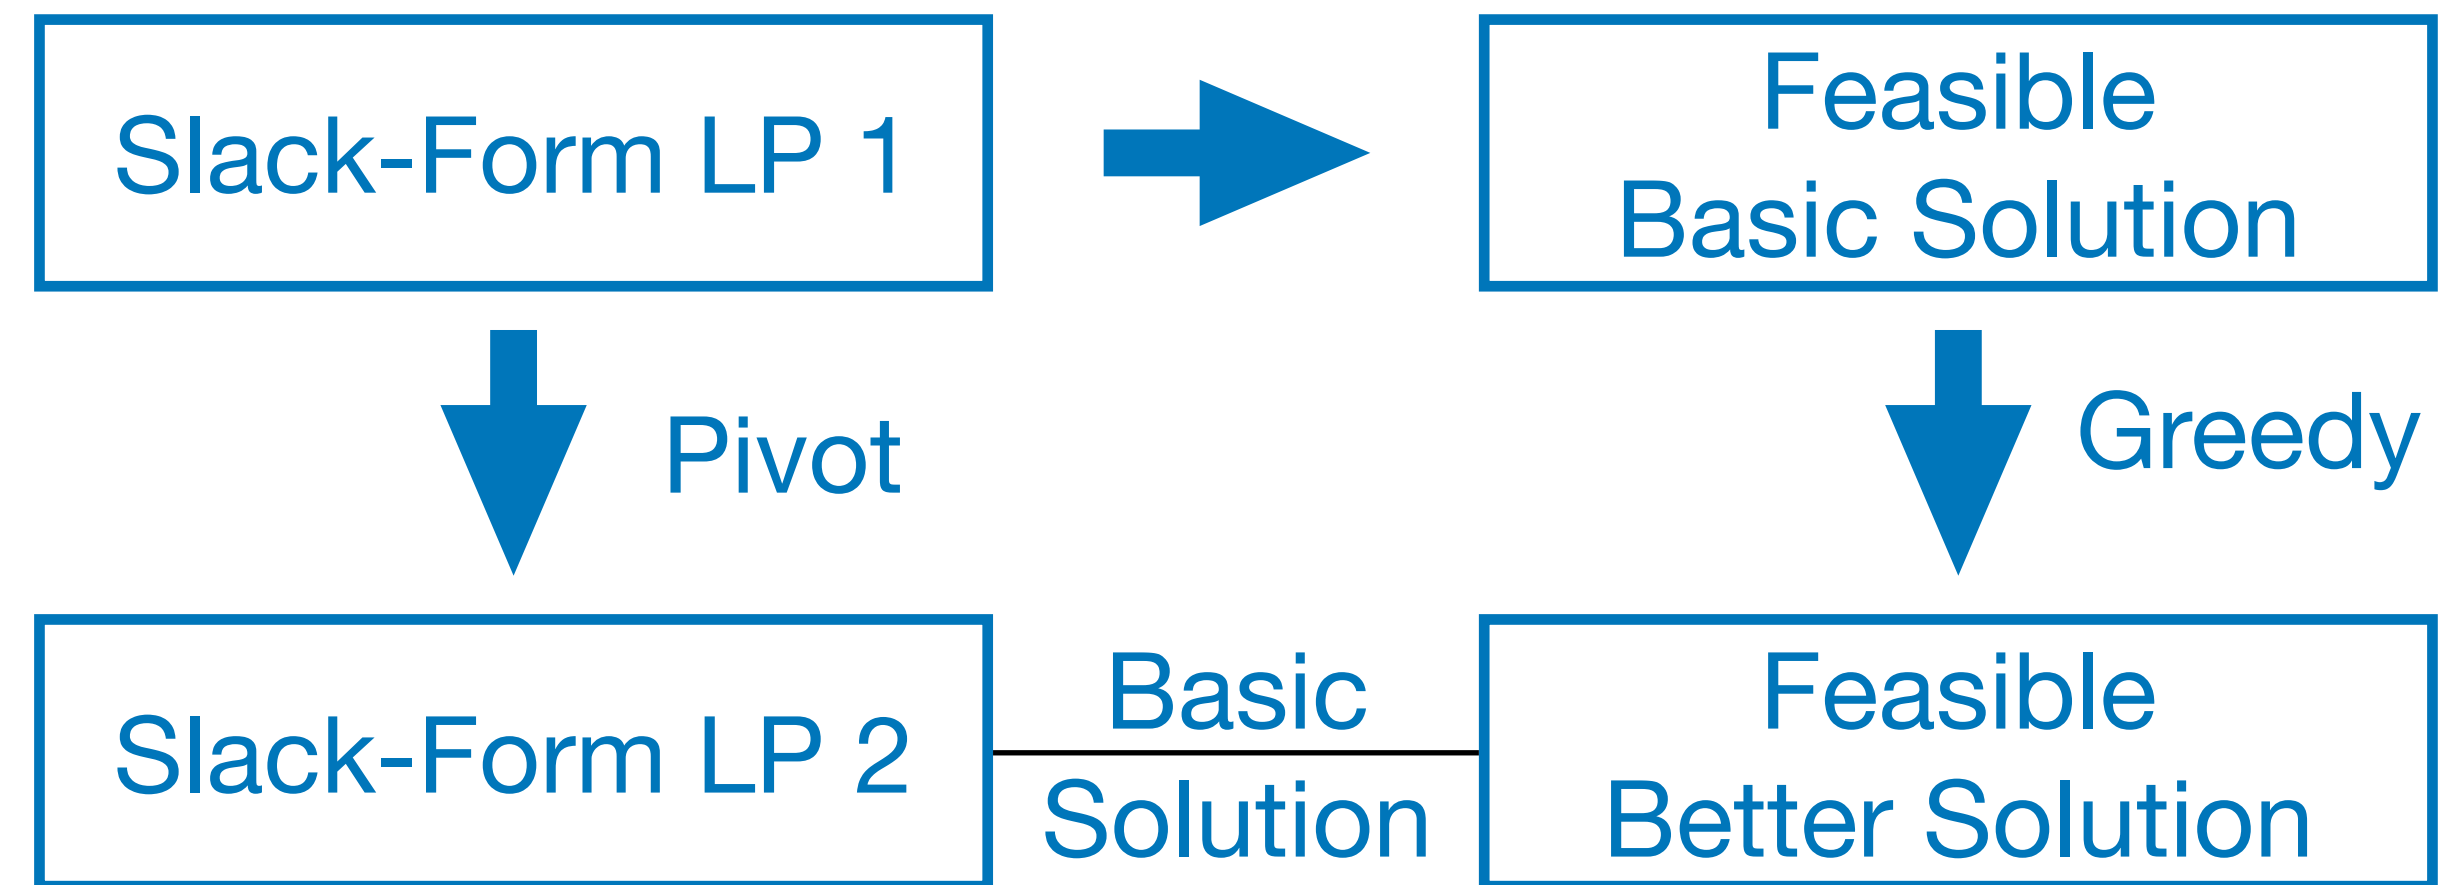 Slack-Form LP 1
Feasible
Basic Solution
Pivot
Greedy
Slack-Form LP 2
Basic
Solution
Feasible
Better Solution